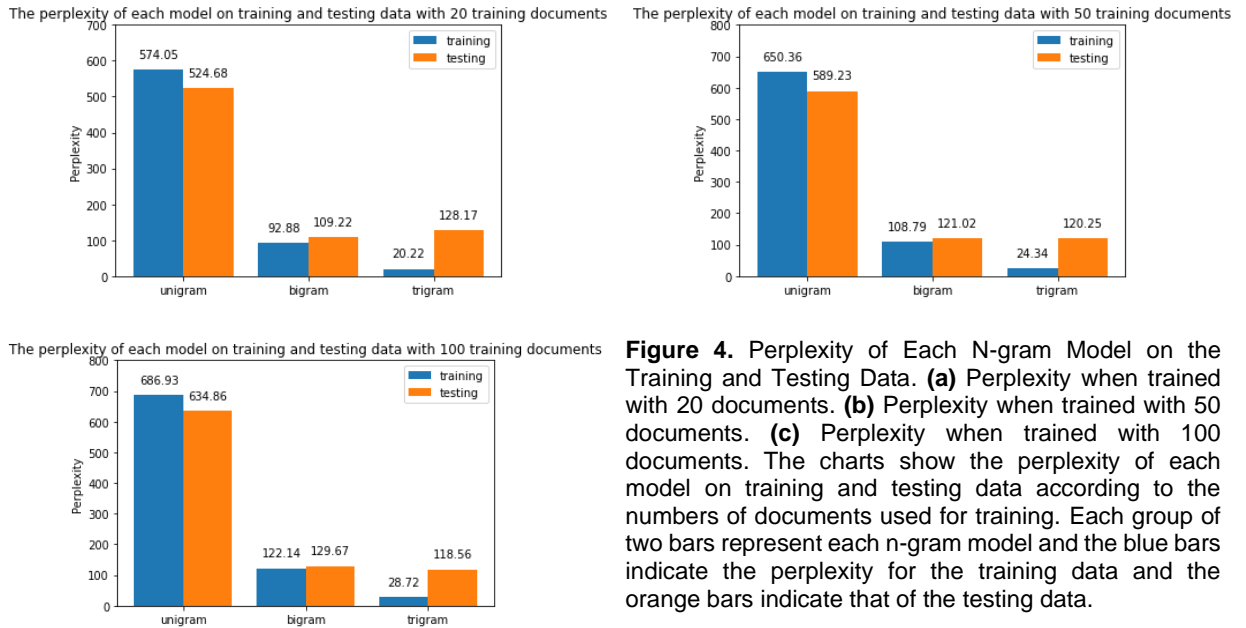 The perplexity of each model on training and testing data with 20 training documents
700
600
500
400
300
200
100
0
Perplexity
574.05
524.68
92.88
109.22
20.22
128.17
training
testing
unigram
bigram
trigram
The perplexity of each model on training and testing data with 50 training documents
800
700
600
500
400
300
200
100
0
Perplexity
650.36
589.23
108.79
121.02
24.34
120.25
training
testing
unigram
bigram
trigram
The perplexity of each model on training and testing data with 100 training documents
800
700
600
500
400
300
200
100
0
Perplexity
686.93
634.86
122.14
129.67
28.72
118.56
training
testing
unigram
bigram
trigram
Figure 4. Perplexity of Each N-gram Model on the
Training and Testing Data. (a) Perplexity when trained
with 20 documents. (b) Perplexity when trained with 50
documents. (c) Perplexity when trained with 100
documents. The charts show the perplexity of each
model on training and testing data according to the
numbers of documents used for training. Each group of
two bars represent each n-gram model and the blue bars
indicate the perplexity for the training data and the
orange bars indicate that of the testing data.